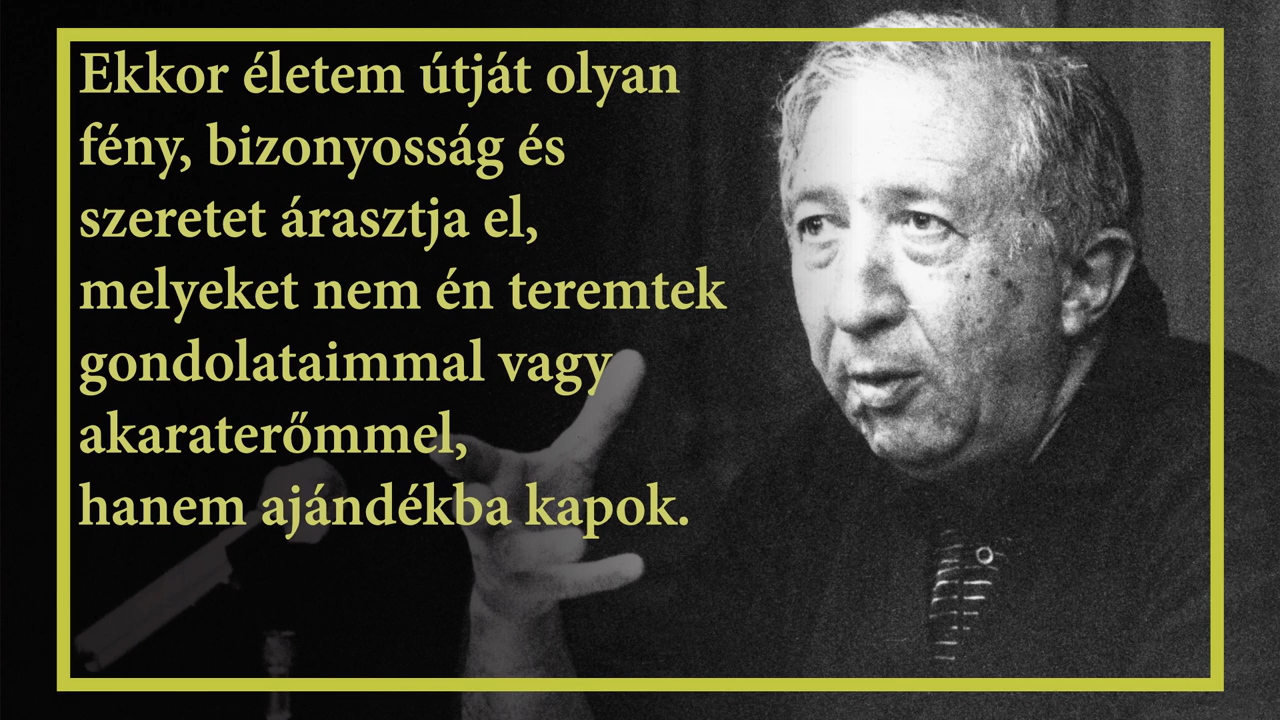 Ekkor életem útját olyan
fény, bizonyosság és
szeretet árasztja el,
melyeket nem én teremtek
gondolataimmal vagy
akaraterőmmel,
hanem ajándékba kapok.